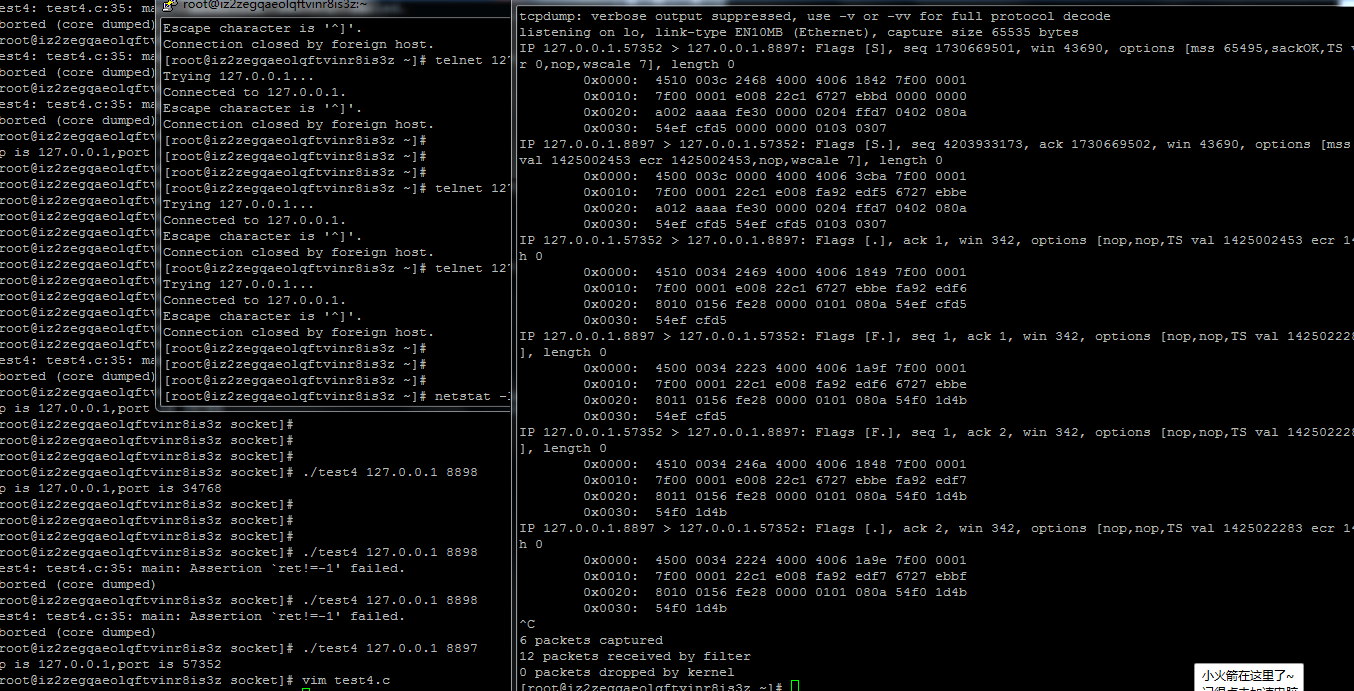 est4: test4.c:35: ma
borted (core dumped)
root@iz2zegqaeolqftv
est4: test4.c:35: ma
borted (core dumped)
root@iz2zegqaeolqftv
est4: test4.c:35: ma
root@iz2zegqaeolqftv
p is 127.0.0.1,port
root@iz2zegqaeolqftv
root@iz2zegqaeolqftv
root@iz2zegqaeolqftv
root@iz2zegqaeolqftv
root@iz2zegqaeolqftv
root@iz2zegqaeolqftv
root@iz2zegqaeolqftv
est4: test4.c:35: ma
borted (core dumped)
root@iz2zegqaeolqftv
p is 127.0.0.1,port
root@iz2zegqaeolqftvinr8is3z socket]#
root@iz2zegqaeolqftvinr8is3z socket]#
root@iz2zegqaeolqftvinr8is3z socket]#
root@iz2zegqaeolqftvinr8is3z socket]# ./test4 127.0.0.1 8898
p is 127.0.0.1,port is 34768
root@iz2zegqaeolqftvinr8is3z socket]#
root@iz2zegqaeolqftvinr8is3z socket]#
root@iz2zegqaeolqftvinr8is3z socket]#
root@iz2zegqaeolqftvinr8is3z socket]# ./test4 127.0.0.1 8898
est4: test4.c:35: main: Assertion `ret!=-1' failed.
borted (core dumped)
root@iz2zegqaeolqftvinr8is3z socket]# ./test4 127.0.0.1 8898
est4: test4.c:35: main: Assertion `ret!=-1' failed.
borted (core dumped)
root@iz2zegqaeolqftvinr8is3z socket]# ./test4 127.0.0.1 8897
p is 127.0.0.1,port is 57352
root@iz2zegqaeolqftvinr8is3z socket]# vim test4.c
root@iz2zegqaeolqftvinr8is3z:~
Escape character is '^]'.
Connection closed by foreign host.
[root@iz2zegqaeolqftvinr8is3z ~]# telnet 127
Trying 127.0.0.1...
Connected to 127.0.0.1.
Escape character is '^]'.
Connection closed by foreign host.
[root@iz2zegqaeolqftvinr8is3z ~]#
[root@iz2zegqaeolqftvinr8is3z ~]#
[root@iz2zegqaeolqftvinr8is3z ~]#
[root@iz2zegqaeolqftvinr8is3z ~]# telnet 127
Trying 127.0.0.1...
Connected to 127.0.0.1.
Escape character is '^]'.
Connection closed by foreign host.
[root@iz2zegqaeolqftvinr8is3z ~]# telnet 127
Trying 127.0.0.1...
Connected to 127.0.0.1.
Escape character is '^]'.
Connection closed by foreign host.
[root@iz2zegqaeolqftvinr8is3z ~]#
[root@iz2zegqaeolqftvinr8is3z ~]#
[root@iz2zegqaeolqftvinr8is3z ~]#
[root@iz2zegqaeolqftvinr8is3z ~]# netstat -
tcpdump: verbose output suppressed, use -v or -vv for full protocol decode
listening on lo, link-type EN10MB (Ethernet), capture size 65535 bytes
IP 127.0.0.1.57352 > 127.0.0.1.8897: Flags [S], seq 1730669501, win 43690, options [mss 65495,sackOK,TS v
r 0,nop,wscale 7], length 0
0x0000: 4510 003c 2468 4000 4006 1842 7f00 0001
0x0010: 7f00 0001 e008 22c1 6727 ebbd 0000 0000
0x0020: a002 aaaa fe30 0000 0204 ffd7 0402 080a
0x0030: 54ef cfd5 0000 0000 0103 0307
IP 127.0.0.1.8897 > 127.0.0.1.57352: Flags [S.], seq 4203933173, ack 1730669502, win 43690, options [mss
val 1425002453 ecr 1425002453,nop,wscale 7], length 0
0x0000: 4500 003c 0000 4000 4006 3cba 7f00 0001
0x0010: 7f00 0001 22c1 e008 fa92 edf5 6727 ebbe
0x0020: a012 aaaa fe30 0000 0204 ffd7 0402 080a
0x0030: 54ef cfd5 54ef cfd5 0103 0307
IP 127.0.0.1.57352 > 127.0.0.1.8897: Flags [.], ack 1, win 342, options [nop,nop,TS val 1425002453 ecr 14
h 0
0x0000: 4510 0034 2469 4000 4006 1849 7f00 0001
0x0010: 7f00 0001 e008 22c1 6727 ebbe fa92 edf6
0x0020: 8010 0156 fe28 0000 0101 080a 54ef cfd5
0x0030: 54ef cfd5
IP 127.0.0.1.8897 > 127.0.0.1.57352: Flags [F.], seq 1, ack 1, win 342, options [nop,nop,TS val 142502228
], length 0
0x0000: 4500 0034 2223 4000 4006 1a9f 7f00 0001
0x0010: 7f00 0001 22c1 e008 fa92 edf6 6727 ebbe
0x0020: 8011 0156 fe28 0000 0101 080a 54f0 1d4b
0x0030: 54ef cfd5
IP 127.0.0.1.57352 > 127.0.0.1.8897: Flags [F.], seq 1, ack 2, win 342, options [nop,nop,TS val 142502228
], length 0
0x0000: 4510 0034 246a 4000 4006 1848 7f00 0001
0x0010: 7f00 0001 e008 22c1 6727 ebbe fa92 edf7
0x0020: 8011 0156 fe28 0000 0101 080a 54f0 1d4b
0x0030: 54f0 1d4b
IP 127.0.0.1.8897 > 127.0.0.1.57352: Flags [.], ack 2, win 342, options [nop,nop,TS val 1425022283 ecr 14
h 0
0x0000: 4500 0034 2224 4000 4006 1a9e 7f00 0001
0x0010: 7f00 0001 22c1 e008 fa92 edf7 6727 ebbf
0x0020: 8010 0156 fe28 0000 0101 080a 54f0 1d4b
0x0030: 54f0 1d4b
^C
6 packets captured
12 packets received by filter
0 packets dropped by kernel
[root@iz2zegqaeolqftvinr8is3z ~]#
小火箭在这里了~